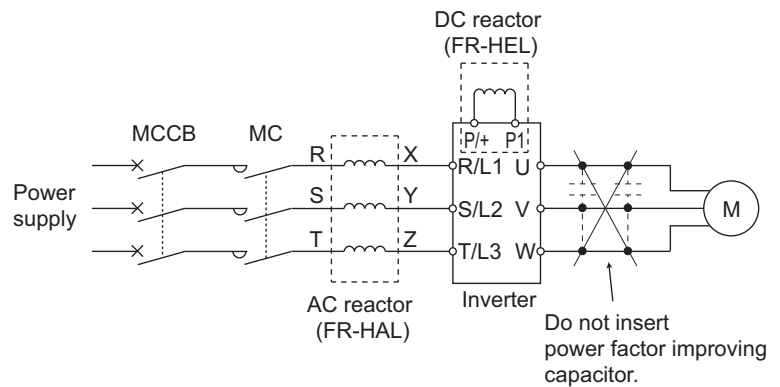 DC reactor
(FR-HEL)
MCCB
MC
P/+ P1
R X R/L1 U
Power
supply
S Y S/L2 V
M
T Z T/L3 W
AC reactor
(FR-HAL)
Inverter
Do not insert
power factor improving
capacitor.